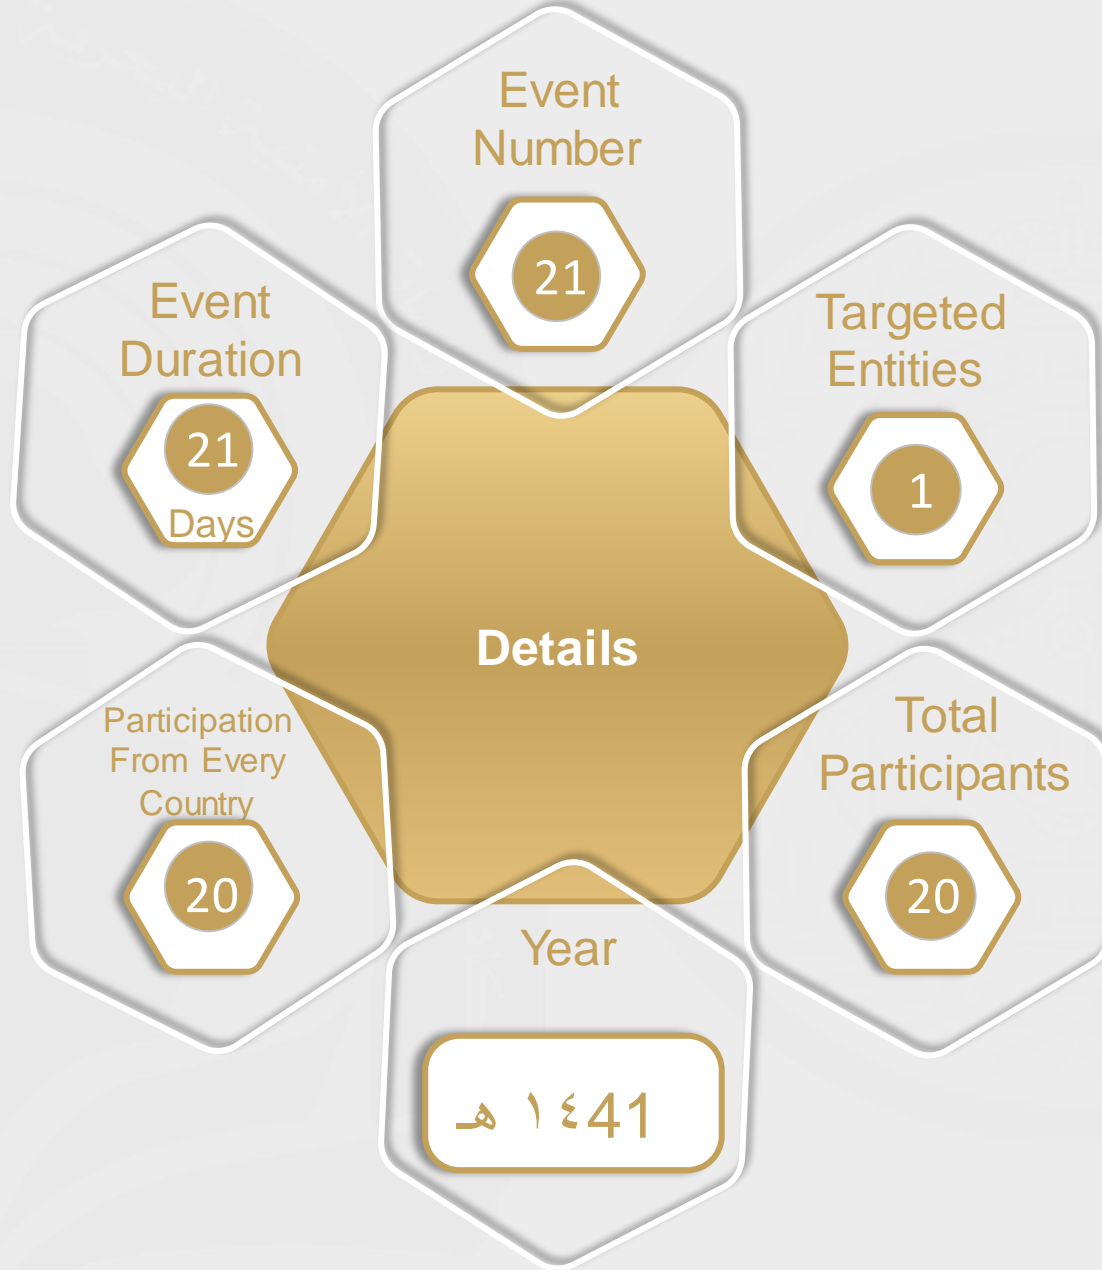 Event
Number
21
Event
Duration
21
Days
Targeted
Entities
1
Details
Participation
From Every
Country
20
Total
Participants
20
Year
١٤41 هـ